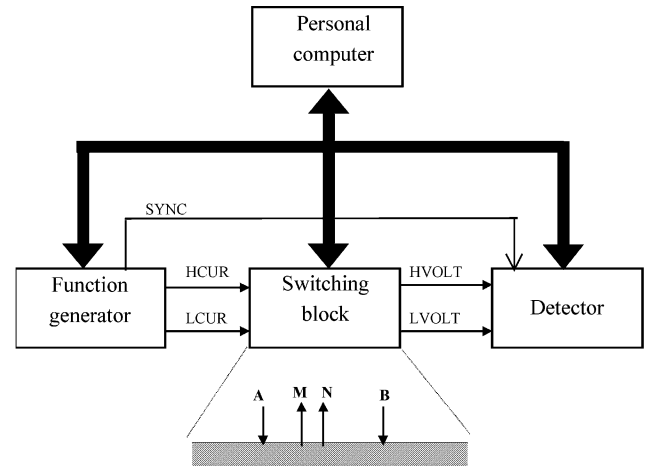 Personal
computer
SYNC
HCUR
HVOLT
Function
generator
Switching
block
Detector
LCUR
LVOLT
A
M
N
B